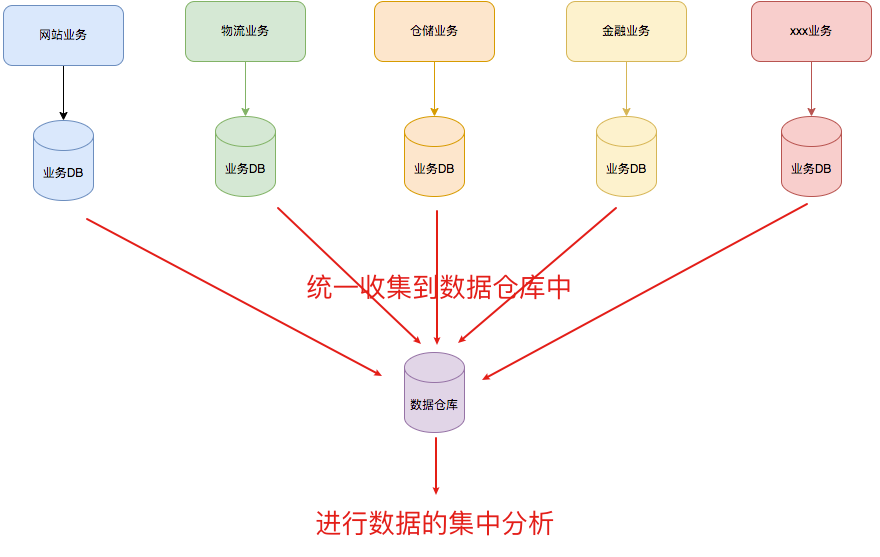 网站业务
物流业务
仓储业务
金融业务
xxx业务
业务DB
业务DB
业务DB
业务DB
业务DB
统一收集到数据仓库中
数据仓库
进行数据的集中分析